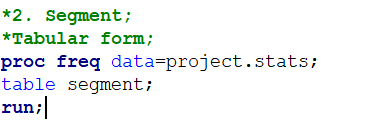 *2. Segment;
*Tabular form;
proc freq data=project.stats;
table segment;
run;